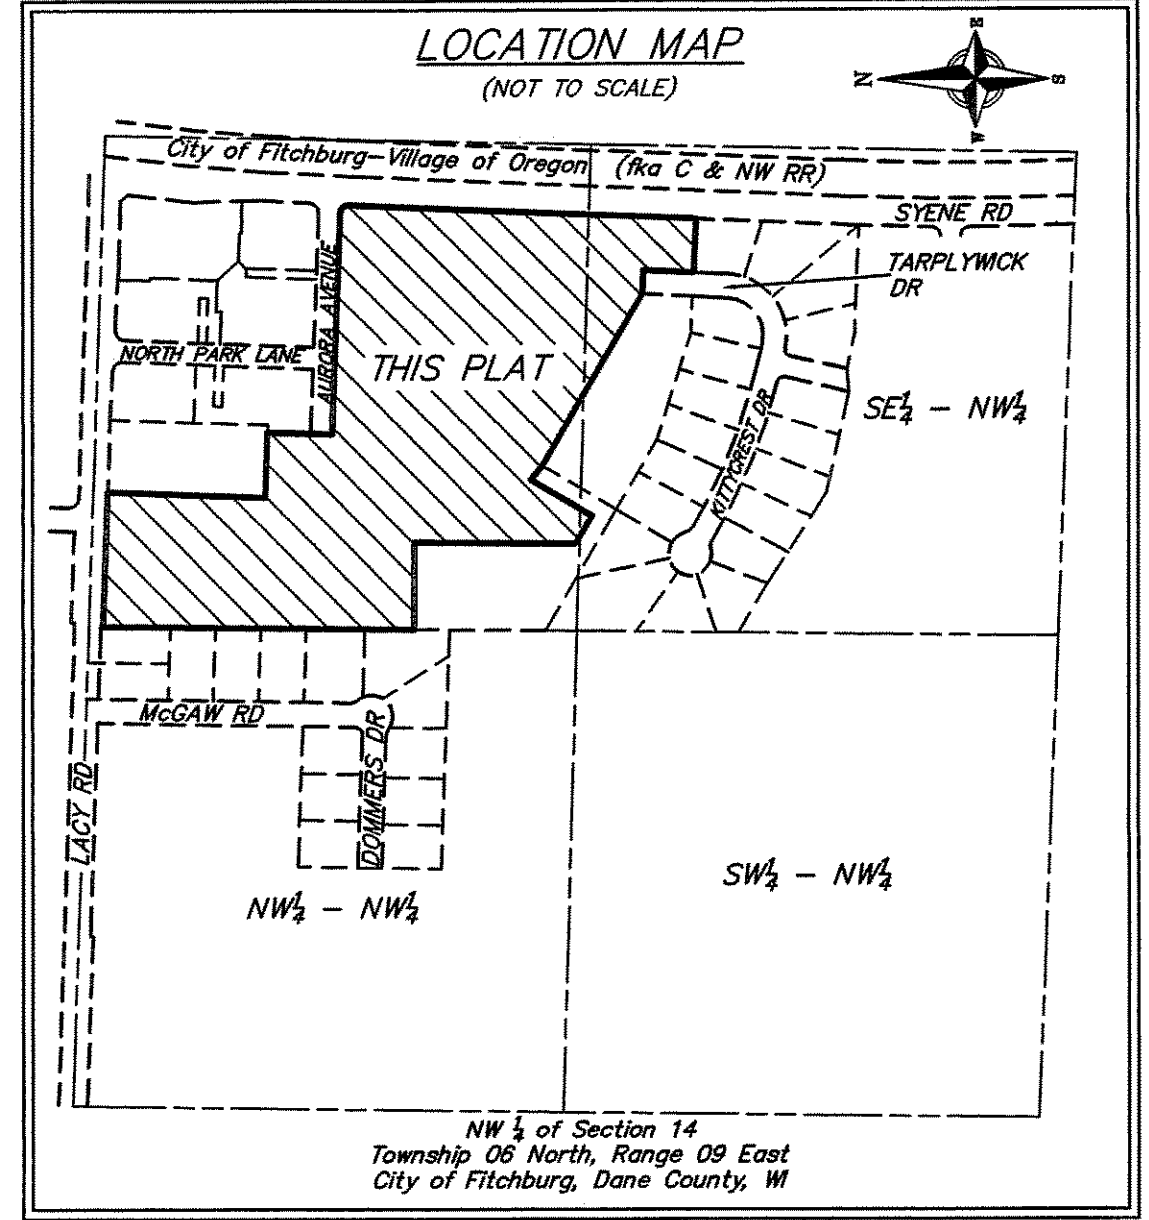 LOCATION MAP
(NOT TO SCALE)
E
N
S
W
City of Fitchburg-Village of Oregon (fka C & NW RR)
SYENE RD
TARPLYWICK
DR
AURORA AVENUE
NORTH PARK LANE
THIS PLAT
SE1/4 - NW1/4
KITTYCREST DR
McGAW RD
DOMMERS DR
LACY RD
SW1/4 - NW1/4
NW1/4 - NW1/4
NW 1/4 of Section 14
Township 06 North, Range 09 East
City of Fitchburg, Dane County, WI